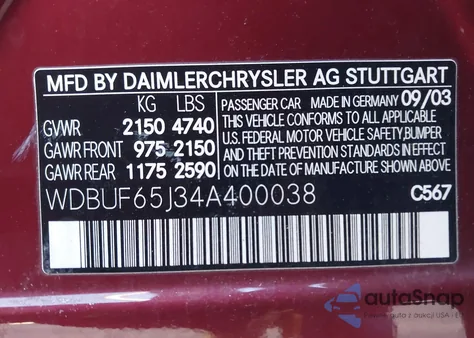 MFD BY DAIMLERCHRYSLER AG STUTTGART
KG LBS
GVWR 2150 4740
GAWR FRONT 975 2150
GAWR REAR 1175 2590
PASSENGER CAR MADE IN GERMANY 09/03
THIS VEHICLE CONFORMS TO ALL APPLICABLE
U.S. FEDERAL MOTOR VEHICLE SAFETY, BUMPER
AND THEFT PREVENTION STANDARDS IN EFFECT
ON THE DATE OF MANUFACTURE SHOWN ABOVE
WDBUF65J34A400038 C567
autoSnap